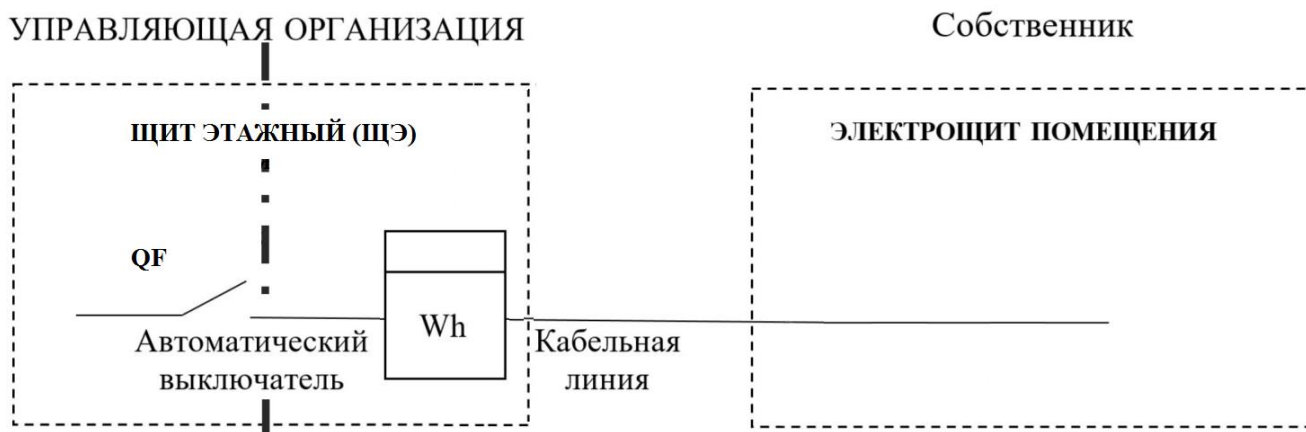 УПРАВЛЯЮЩАЯ ОРГАНИЗАЦИЯ
Собственник
ЩИТ ЭТАЖНЫЙ (ЩЭ)
ЭЛЕКТРОЩИТ ПОМЕЩЕНИЯ
QF
Wh
Автоматический
выключатель
Кабельная
линия